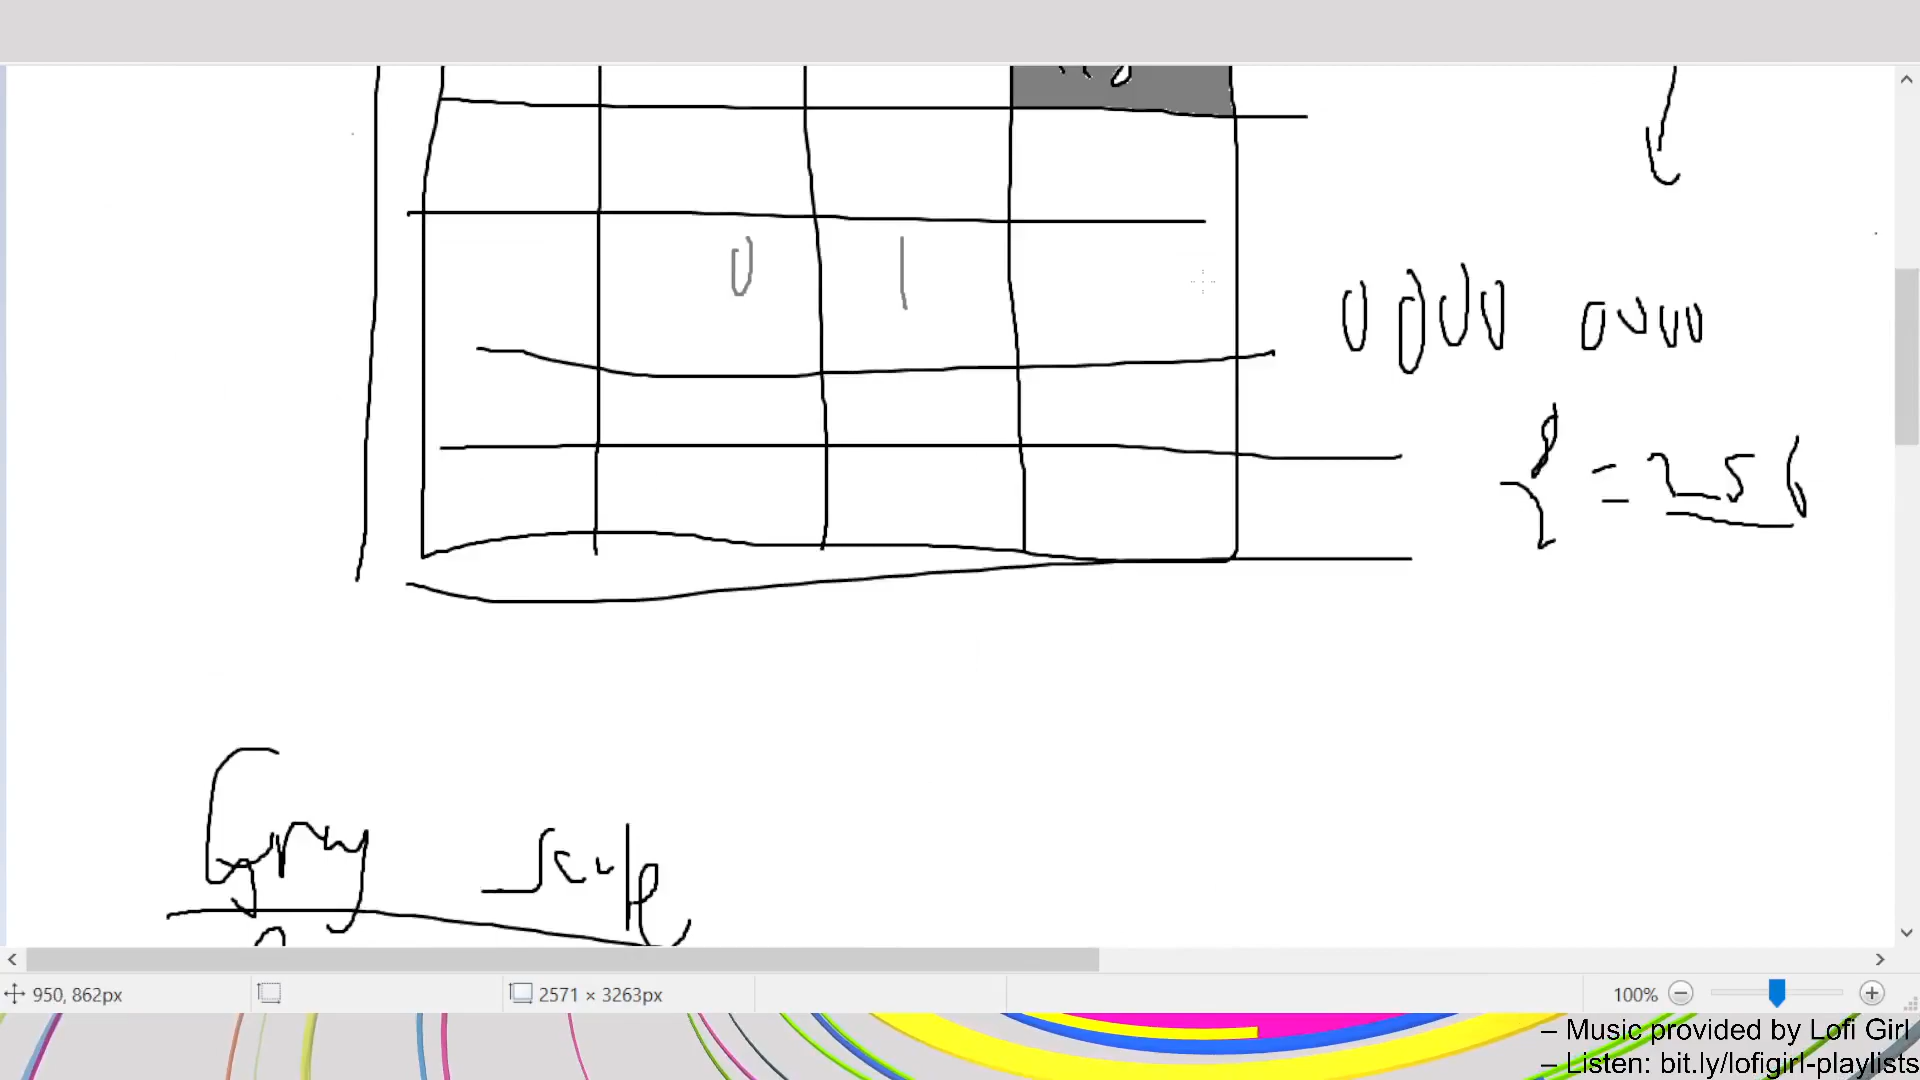 0 1
0000 0000
2^8 = 256
Gray Scale
950, 862px
2571 × 3263px
100%
– Music provided by Lofi Girl
– Listen: bit.ly/lofigirl-playlists